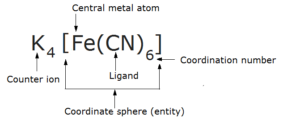 Central metal atom
K4[Fe(CN)6]
Coordination number
Counter ion
Ligand
Coordinate sphere (entity)